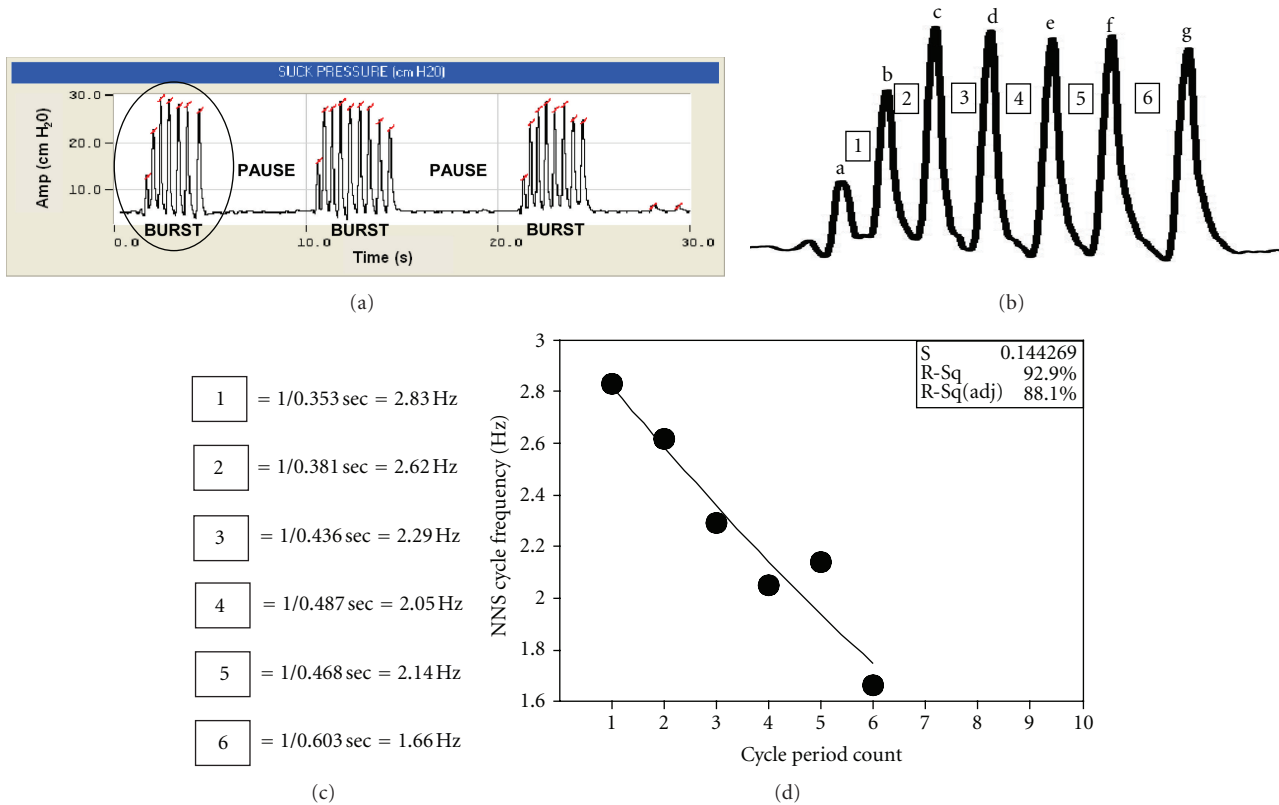 SUCK PRESSURE (cm H20)
Amp (cm H20)
30.0
20.0
10.0
PAUSE
PAUSE
BURST
BURST
BURST
0.0
10.0
20.0
30.0
Time (s)
(a)
a
b
c
d
e
f
g
1
2
3
4
5
6
(b)
1 = 1/0.353 sec = 2.83 Hz
2 = 1/0.381 sec = 2.62 Hz
3 = 1/0.436 sec = 2.29 Hz
4 = 1/0.487 sec = 2.05 Hz
5 = 1/0.468 sec = 2.14 Hz
6 = 1/0.603 sec = 1.66 Hz
(c)
NNS cycle frequency (Hz)
3
2.8
2.6
2.4
2.2
2
1.8
1.6
S 0.144269
R-Sq 92.9%
R-Sq(adj) 88.1%
1 2 3 4 5 6 7 8 9 10
Cycle period count
(d)